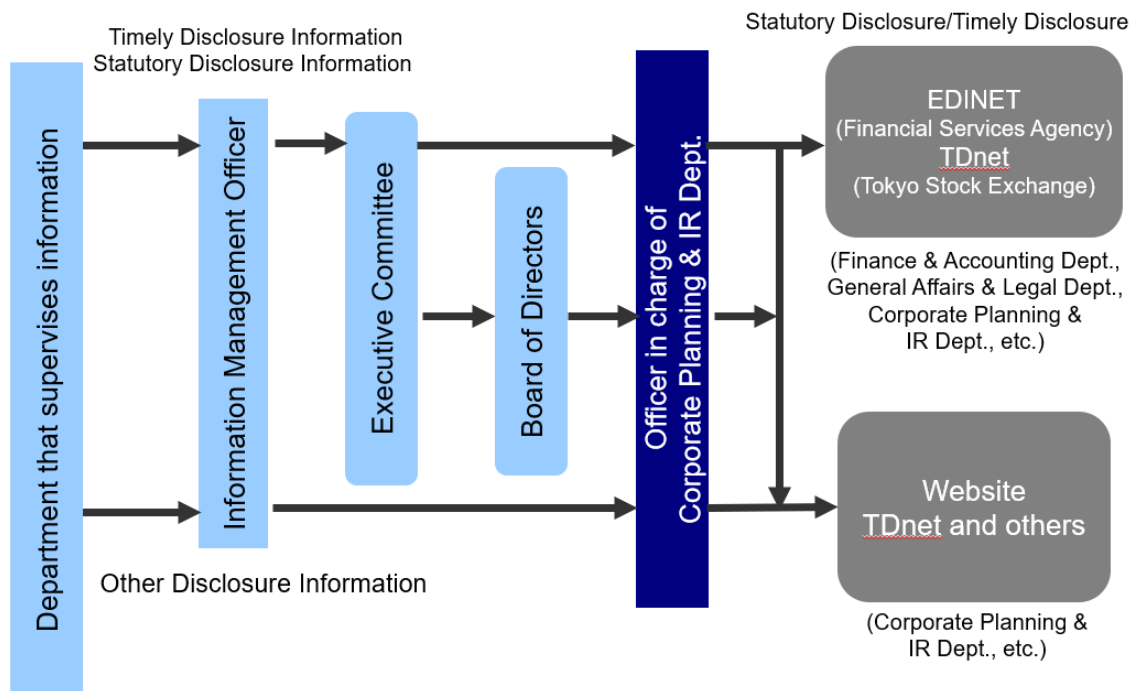 Timely Disclosure Information
Statutory Disclosure Information
Statutory Disclosure/Timely Disclosure
Department that supervises information
Information Management Officer
Executive Committee
Board of Directors
Officer in charge of
Corporate Planning & IR Dept.
EDINET
(Financial Services Agency)
TDnet
(Tokyo Stock Exchange)
(Finance & Accounting Dept.,
General Affairs & Legal Dept.,
Corporate Planning &
IR Dept., etc.)
Website
TDnet and others
(Corporate Planning &
IR Dept., etc.)
Other Disclosure Information